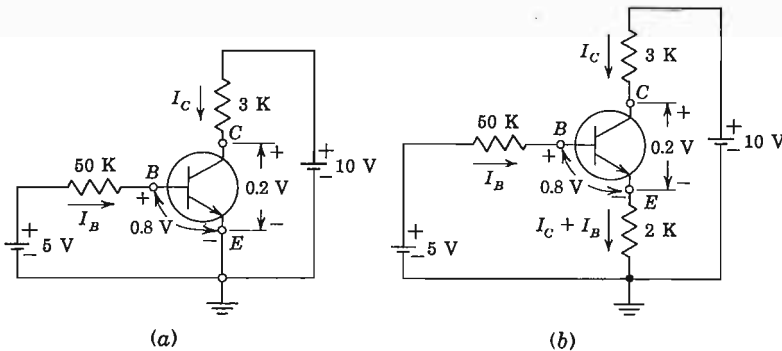 I_C
3 K
C
+
50 K
B
+
0.2 V
+
−
10 V
I_B
0.8 V
−
−
E
+
−
5 V
(a)
I_C
3 K
C
+
50 K
B
+
0.2 V
+
−
10 V
I_B
0.8 V
−
−
E
I_C + I_B
2 K
+
−
5 V
(b)